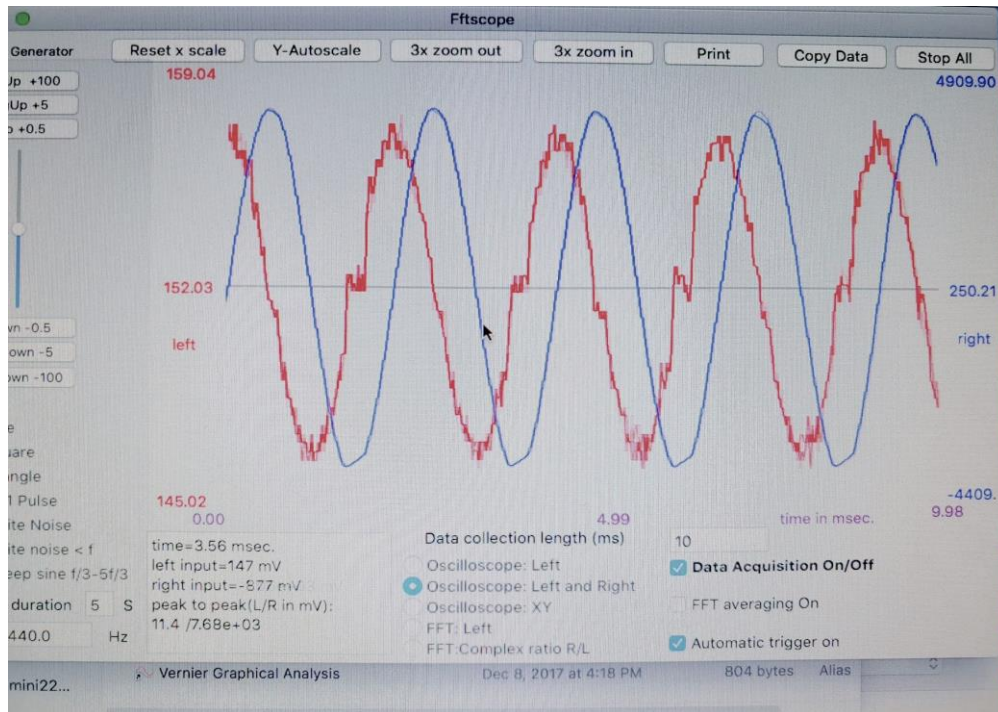 Fftscope
Generator
Reset x scale
Y-Autoscale
3x zoom out
3x zoom in
Print
Copy Data
Stop All
Up +100
Up +5
+0.5
159.04
4909.90
152.03
250.21
left
right
wn -0.5
own -5
own -100
uare
angle
1 Pulse
ite Noise
ite noise < f
eep sine f/3-5f/3
duration 5 S
440.0 Hz
145.02
-4409.
0.00
4.99
time in msec.
9.98
time=3.56 msec.
left input=147 mV
right input=-877 mV
peak to peak(L/R in mV):
11.4 /7.68e+03
Data collection length (ms) 10
Oscilloscope: Left
Oscilloscope: Left and Right
Oscilloscope: XY
FFT: Left
FFT:Complex ratio R/L
Data Acquisition On/Off
FFT averaging On
Automatic trigger on
mini22...
Vernier Graphical Analysis
Dec 8, 2017 at 4:18 PM
804 bytes
Alias